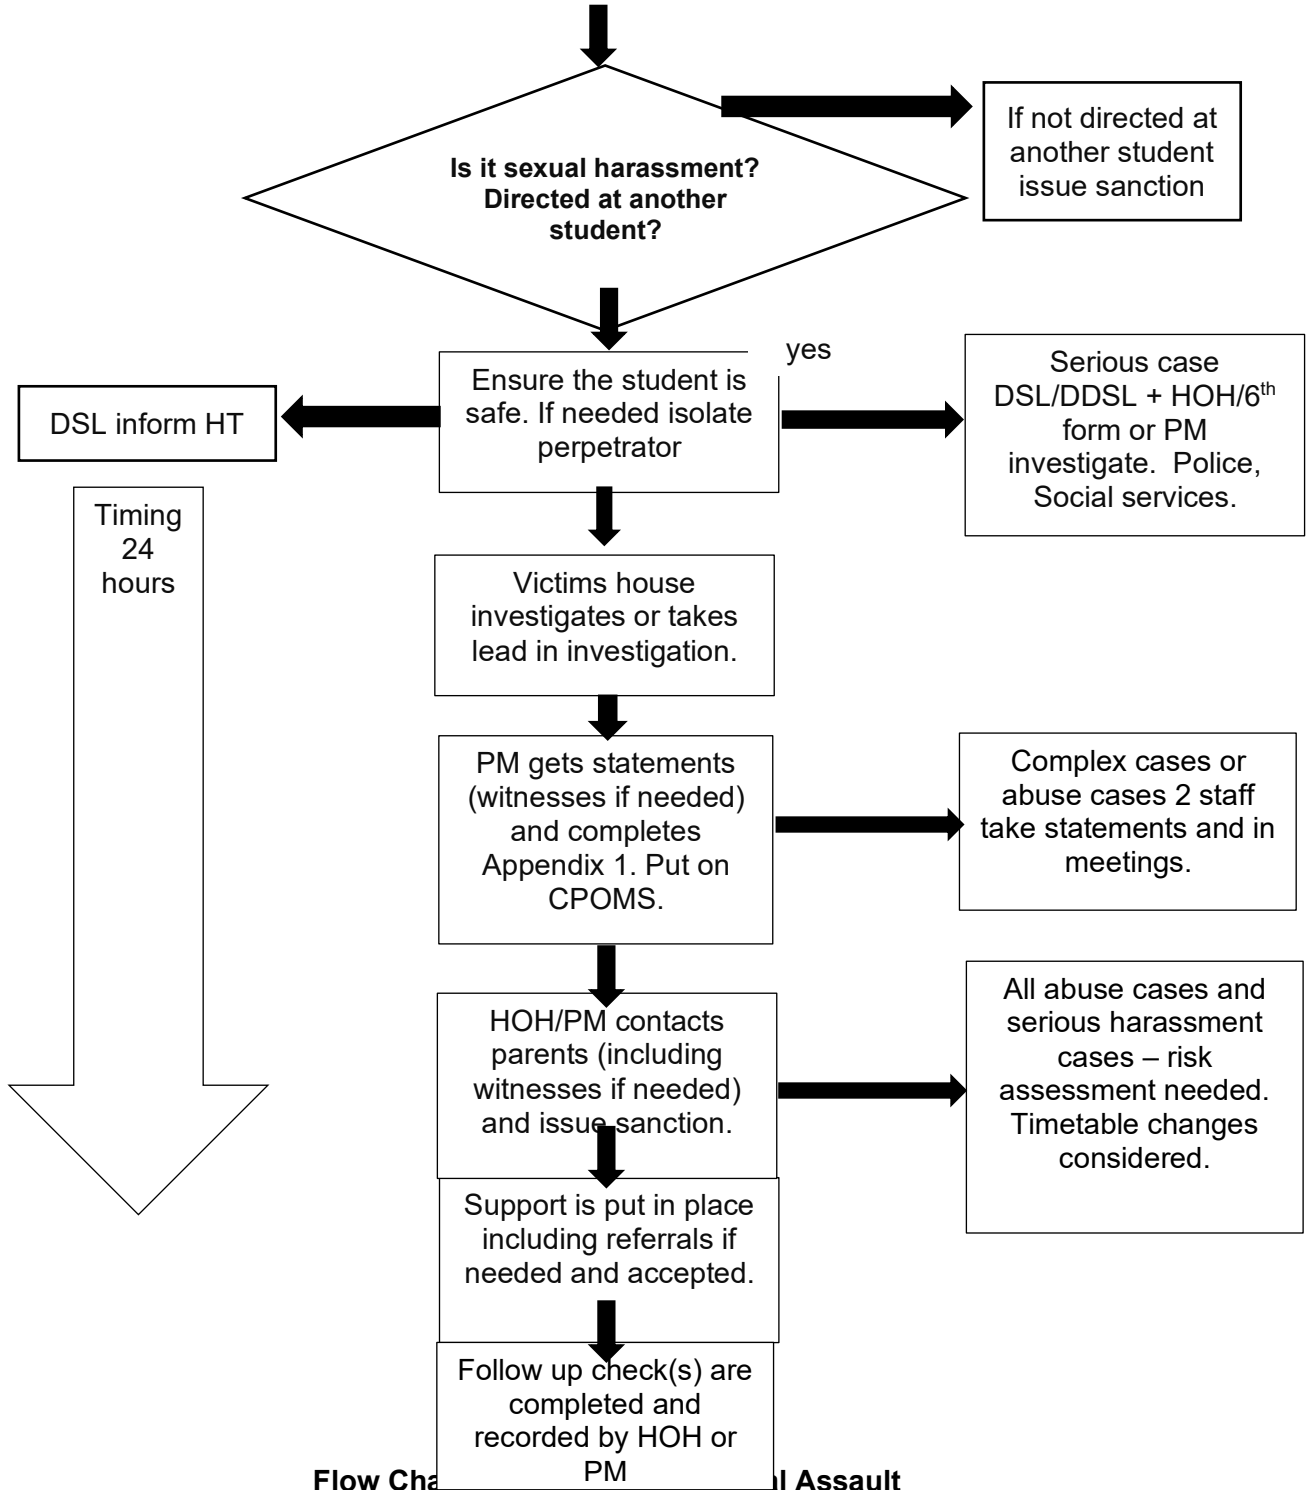 Is it sexual harassment?
Directed at another
student?
If not directed at
another student
issue sanction
yes
Ensure the student is
safe. If needed isolate
perpetrator
DSL inform HT
Serious case
DSL/DDSL + HOH/6th
form or PM
investigate. Police,
Social services.
Timing
24
hours
Victims house
investigates or takes
lead in investigation.
PM gets statements
(witnesses if needed)
and completes
Appendix 1. Put on
CPOMS.
Complex cases or
abuse cases 2 staff
take statements and in
meetings.
HOH/PM contacts
parents (including
witnesses if needed)
and issue sanction.
All abuse cases and
serious harassment
cases – risk
assessment needed.
Timetable changes
considered.
Support is put in place
including referrals if
needed and accepted.
Follow up check(s) are
completed and
recorded by HOH or
PM
Flow Assault